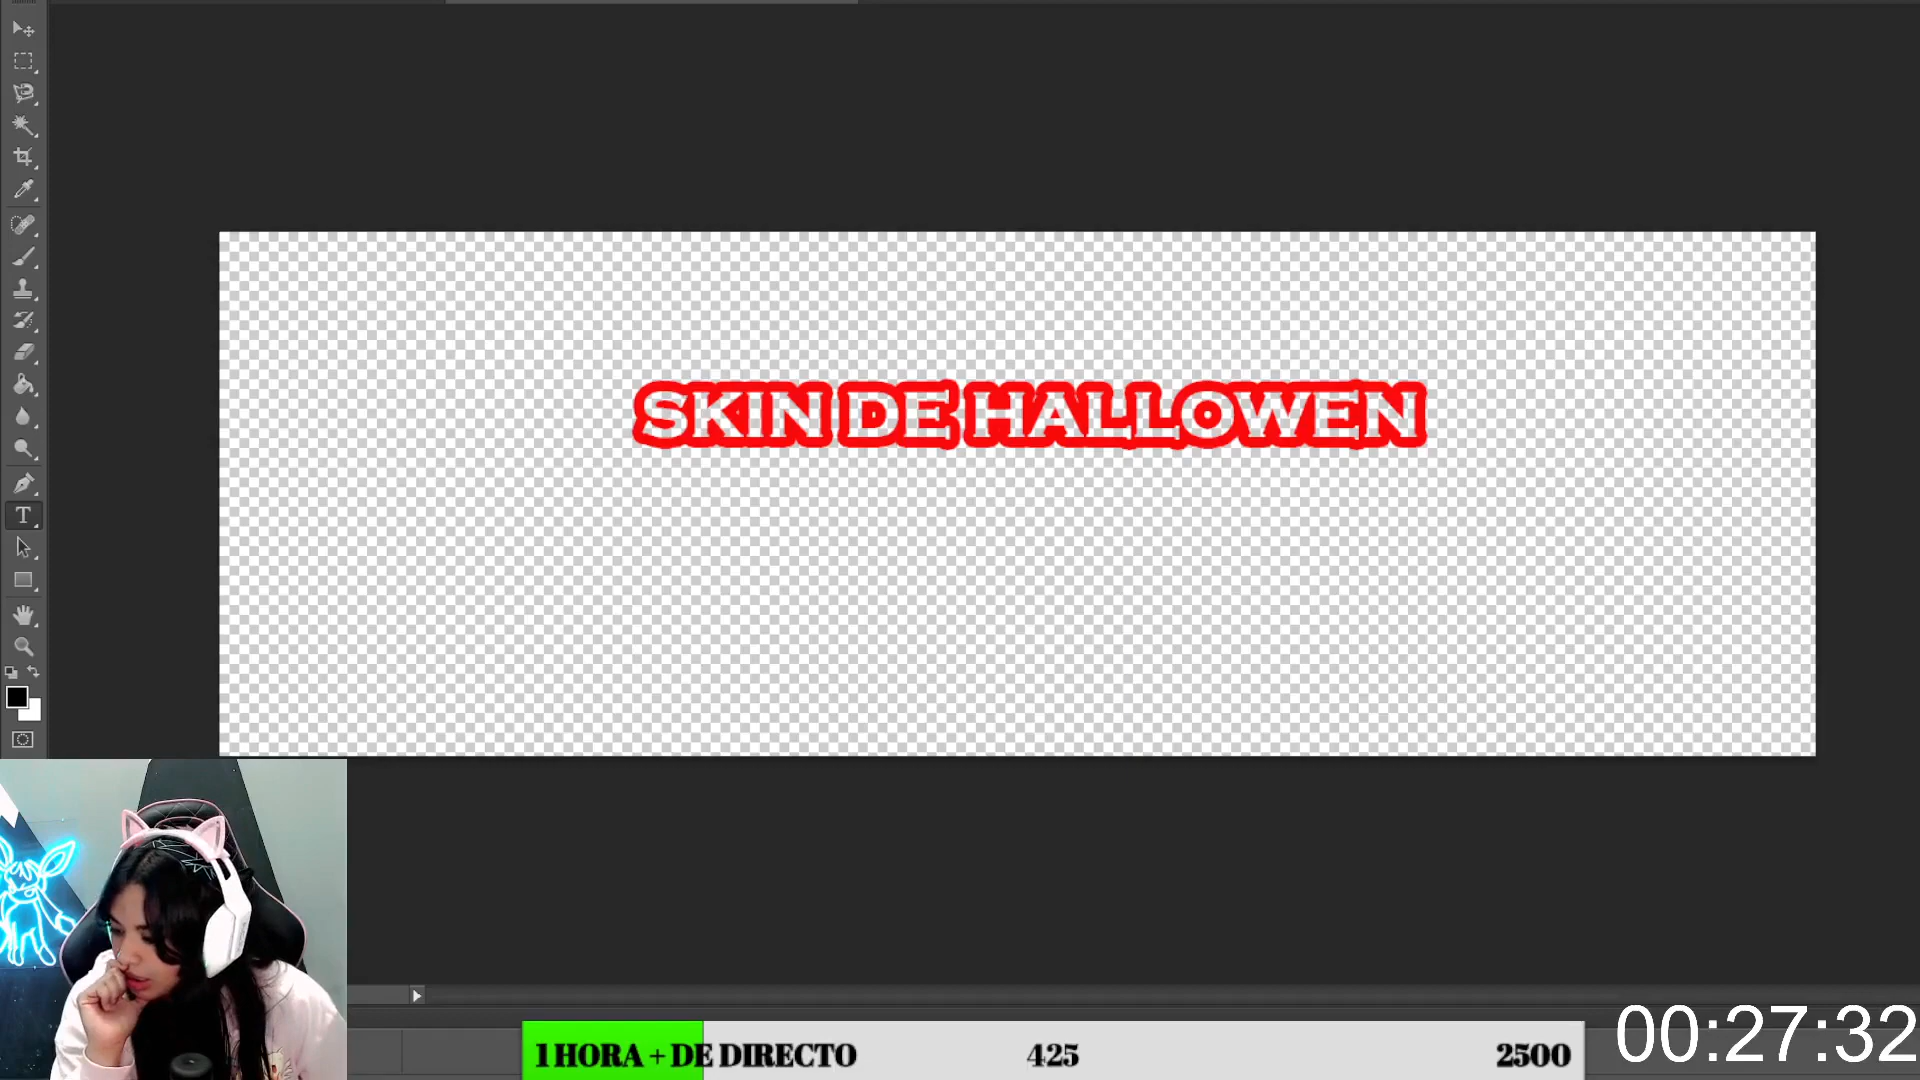 SKIN DE HALLOWEN
1 HORA + DE DIRECTO 425 2500
00:27:32